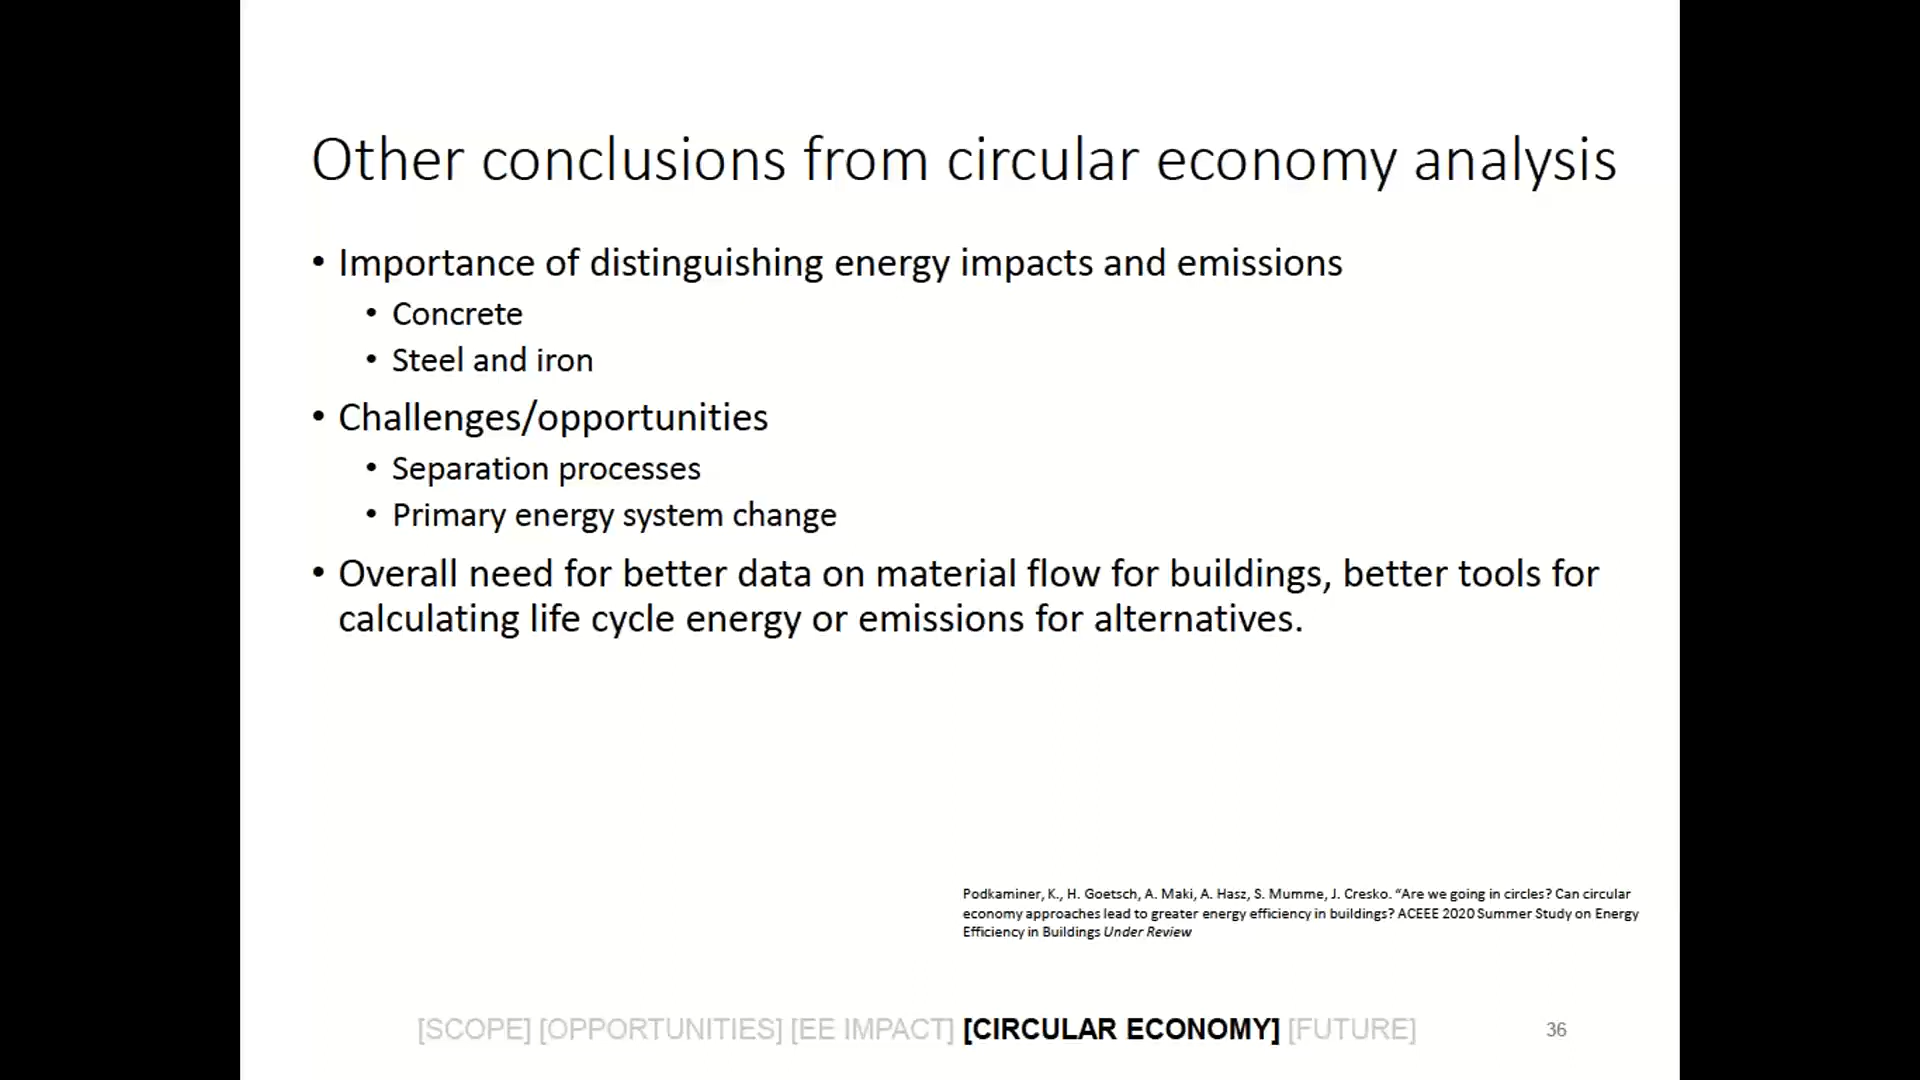 Other conclusions from circular economy analysis
• Importance of distinguishing energy impacts and emissions
• Concrete
• Steel and iron
• Challenges/opportunities
• Separation processes
• Primary energy system change
• Overall need for better data on material flow for buildings, better tools for
calculating life cycle energy or emissions for alternatives.
Podkaminer, K., H. Goetsch, A. Maki, A. Hasz, S. Mumme, J. Cresko. “Are we going in circles? Can circular
economy approaches lead to greater energy efficiency in buildings? ACEEE 2020 Summer Study on Energy
Efficiency in Buildings Under Review
[SCOPE] [OPPORTUNITIES] [EE IMPACT] [CIRCULAR ECONOMY] [FUTURE] 36